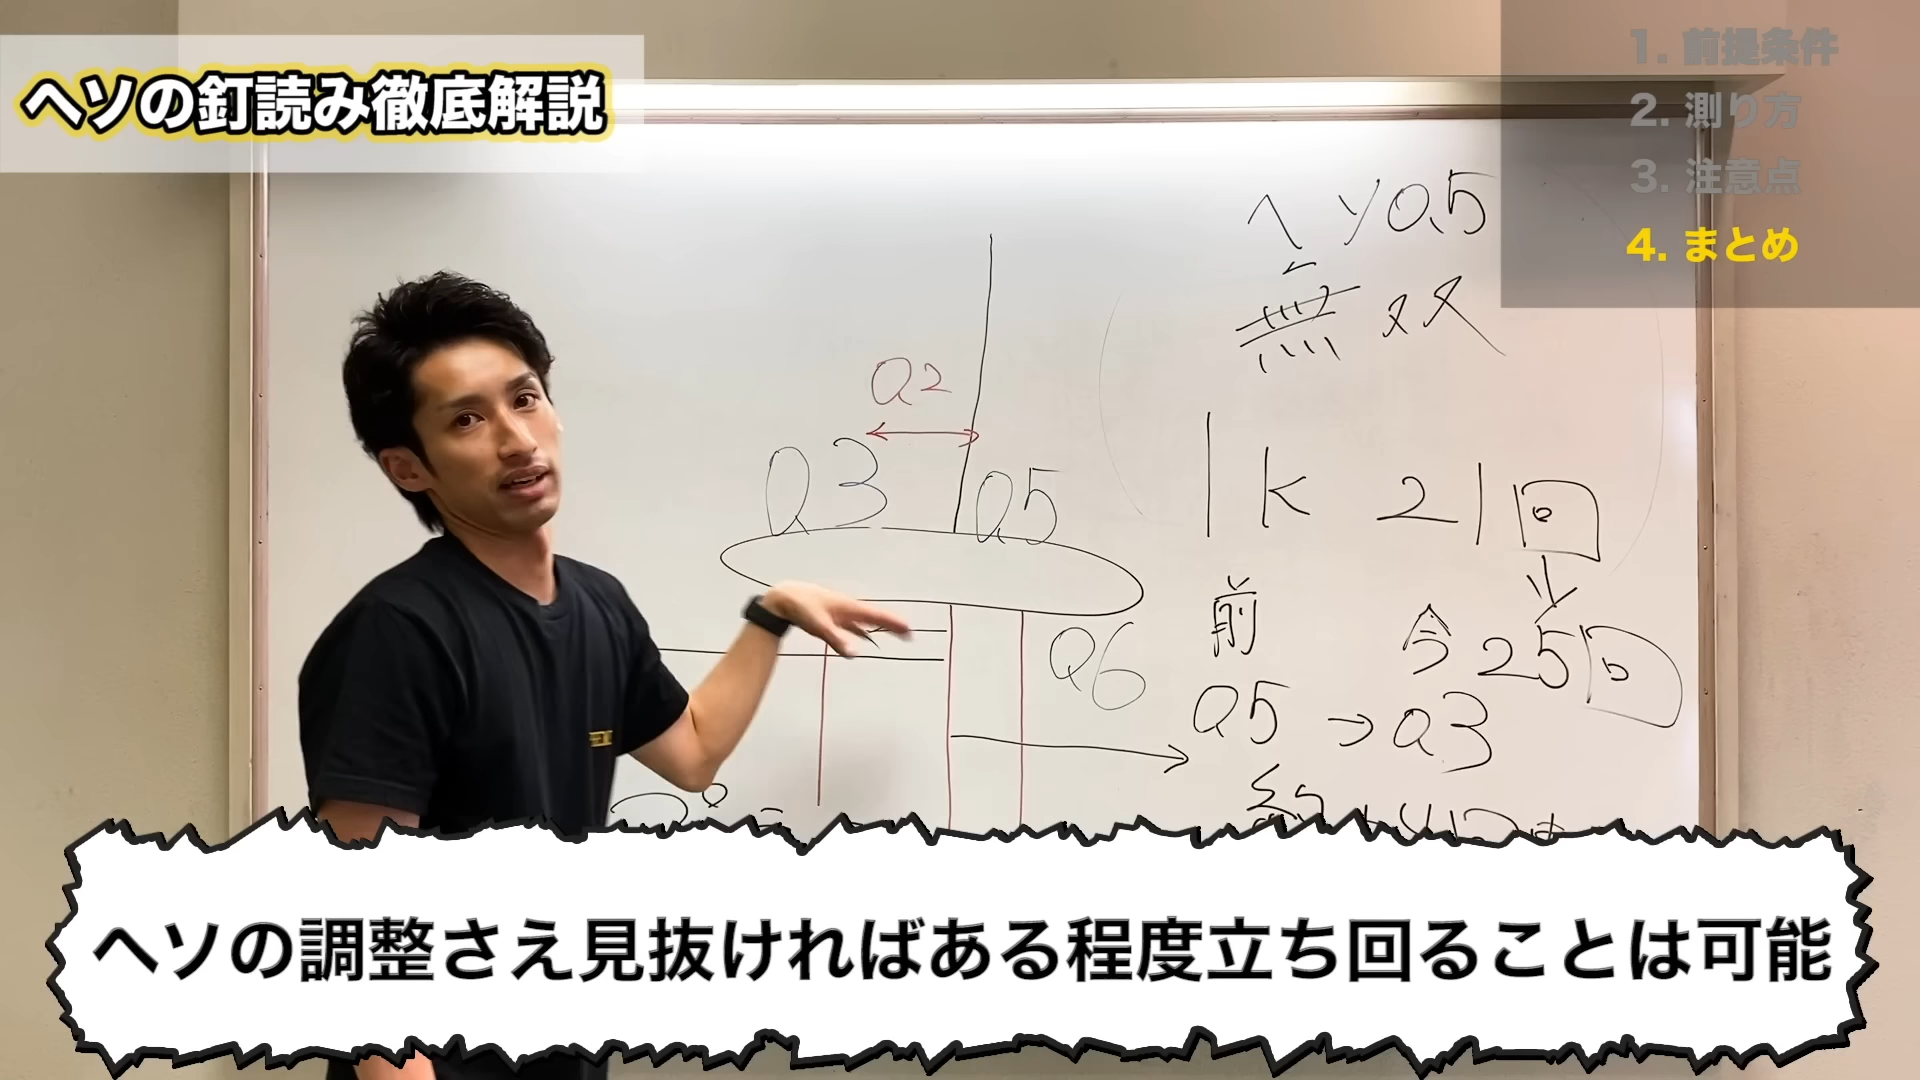 ヘソの釘読み徹底解説
1. 前提条件
2. 測り方
3. 注意点
4. まとめ
ヘソ0.5
無双
0.2
0.3
0.5
1k 21回
前
今25回
0.6
0.5→0.3
ヘソの調整さえ見抜ければある程度立ち回ることは可能